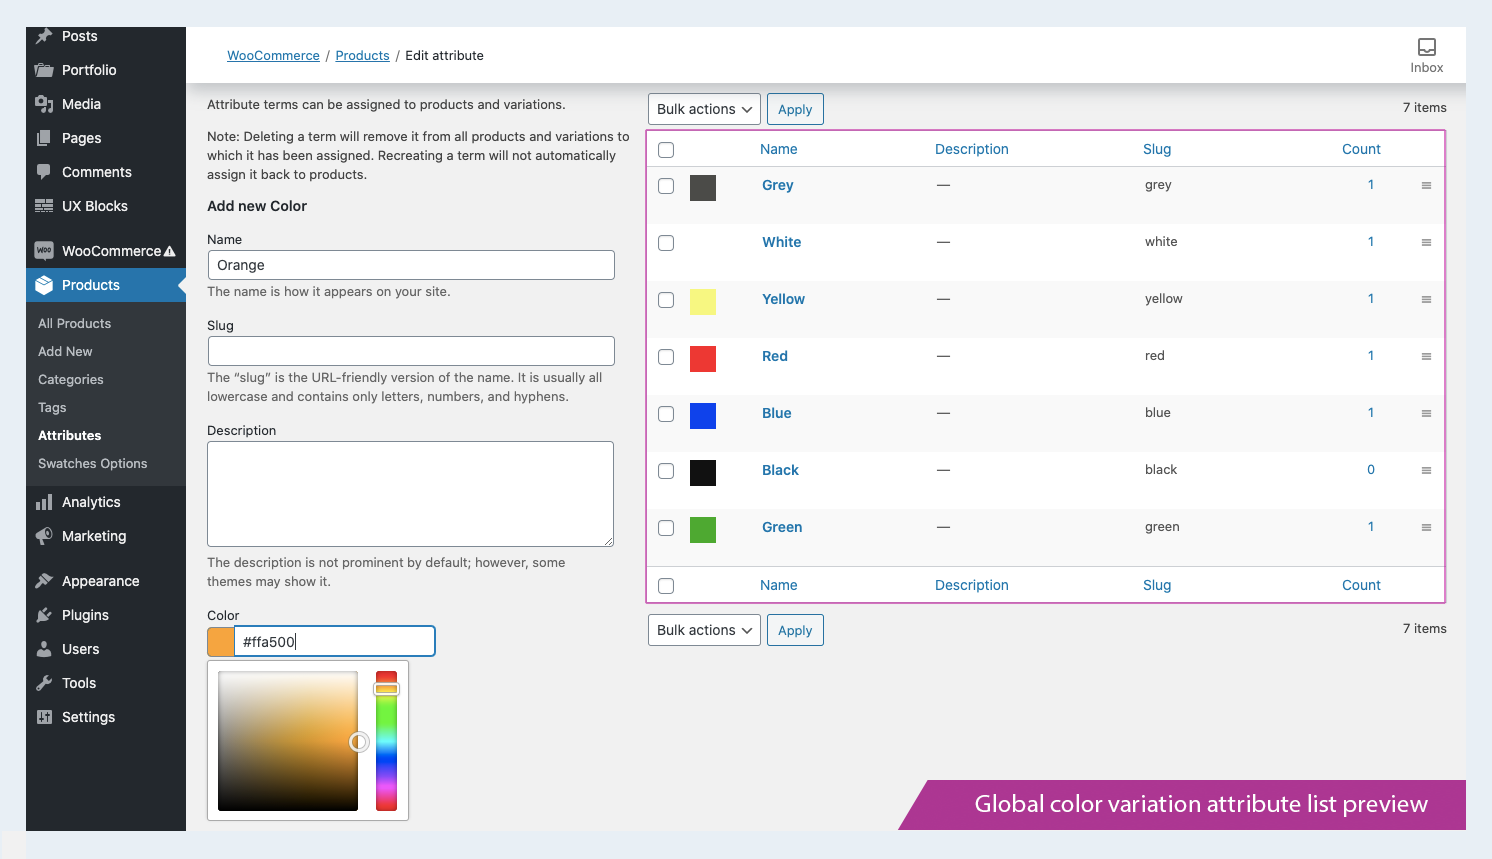 Posts
Portfolio
Media
Pages
Comments
UX Blocks
WooCommerce
Products
All Products
Add New
Categories
Tags
Attributes
Swatches Options
Analytics
Marketing
Appearance
Plugins
Users
Tools
Settings
WooCommerce / Products / Edit attribute
Inbox
Attribute terms can be assigned to products and variations.
Note: Deleting a term will remove it from all products and variations to
which it has been assigned. Recreating a term will not automatically
assign it back to products.
Add new Color
Name
Orange
The name is how it appears on your site.
Slug
The “slug” is the URL-friendly version of the name. It is usually all
lowercase and contains only letters, numbers, and hyphens.
Description
The description is not prominent by default; however, some
themes may show it.
Color
#ffa500
Bulk actions Apply 7 items
Name Description Slug Count
Grey — grey 1
White — white 1
Yellow — yellow 1
Red — red 1
Blue — blue 1
Black — black 0
Green — green 1
Name Description Slug Count
Bulk actions Apply 7 items
Global color variation attribute list preview